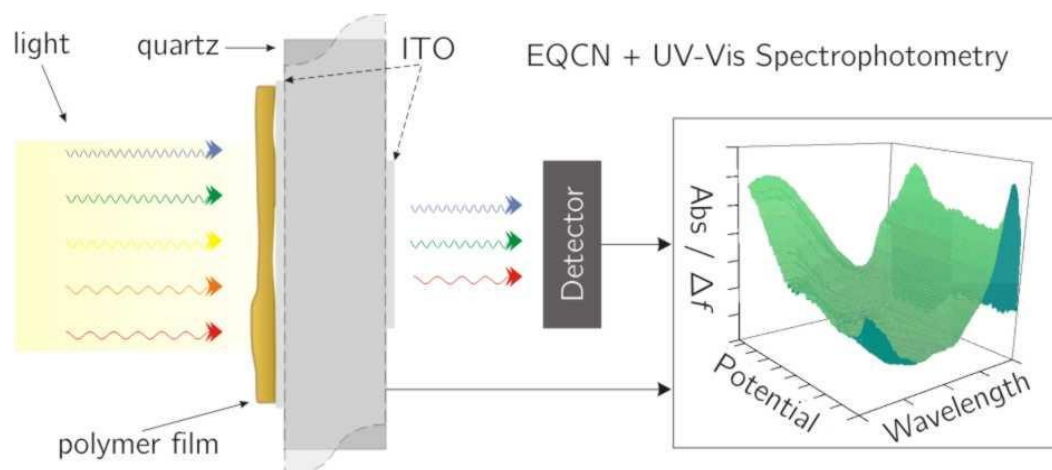 light
quartz
ITO
EQCN + UV-Vis Spectrophotometry
Detector
Abs / Δf
Potential
Wavelength
polymer film